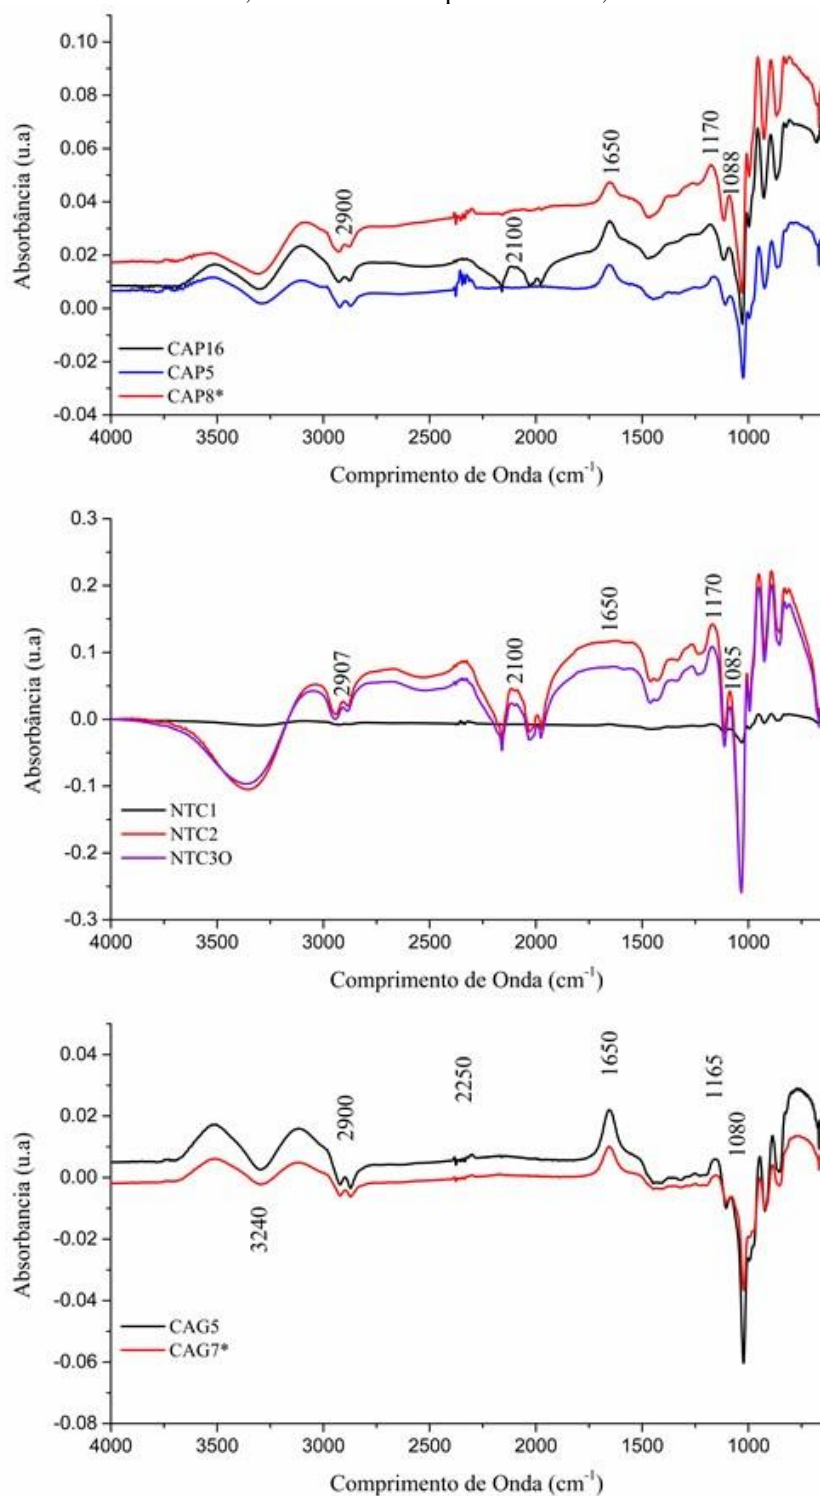 0.10
0.08
0.06
0.04
0.02
0.00
-0.02
-0.04
Absorbância (u.a)
2900
2100
1650
1170
1088
CAP16
CAP5
CAP8*
4000 3500 3000 2500 2000 1500 1000
Comprimento de Onda (cm-1)
0.3
0.2
0.1
0.0
-0.1
-0.2
-0.3
Absorbância (u.a)
2907
2100
1650
1170
1085
NTC1
NTC2
NTC3O
4000 3500 3000 2500 2000 1500 1000
Comprimento de Onda (cm-1)
0.04
0.02
0.00
-0.02
-0.04
-0.06
-0.08
Absorbancia (u.a)
3240
2900
2250
1650
1165
1080
CAG5
CAG7*
4000 3500 3000 2500 2000 1500 1000
Comprimento de Onda (cm-1)